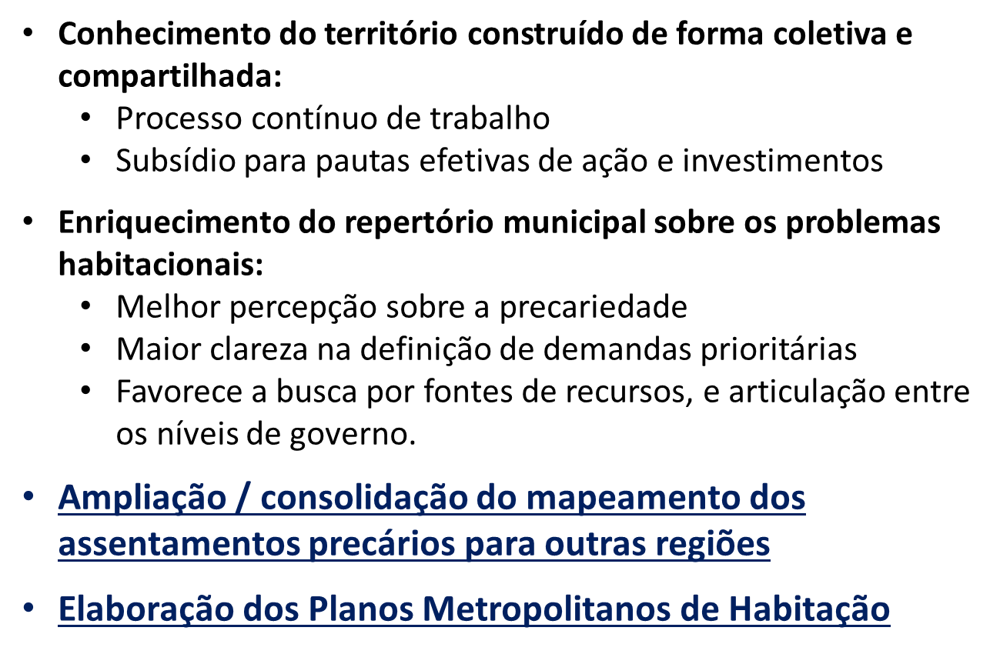 • Conhecimento do território construído de forma coletiva e
compartilhada:
• Processo contínuo de trabalho
• Subsídio para pautas efetivas de ação e investimentos
• Enriquecimento do repertório municipal sobre os problemas
habitacionais:
• Melhor percepção sobre a precariedade
• Maior clareza na definição de demandas prioritárias
• Favorece a busca por fontes de recursos, e articulação entre
os níveis de governo.
• Ampliação / consolidação do mapeamento dos
assentamentos precários para outras regiões
• Elaboração dos Planos Metropolitanos de Habitação